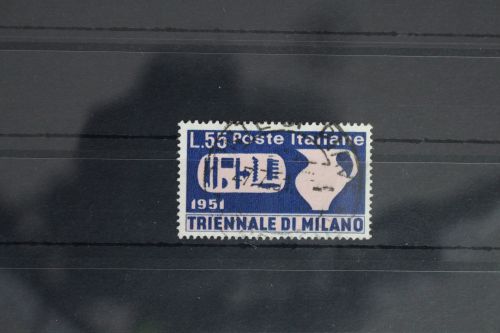 L.55 Poste Italiane
1951
TRIENNALE DI MILANO